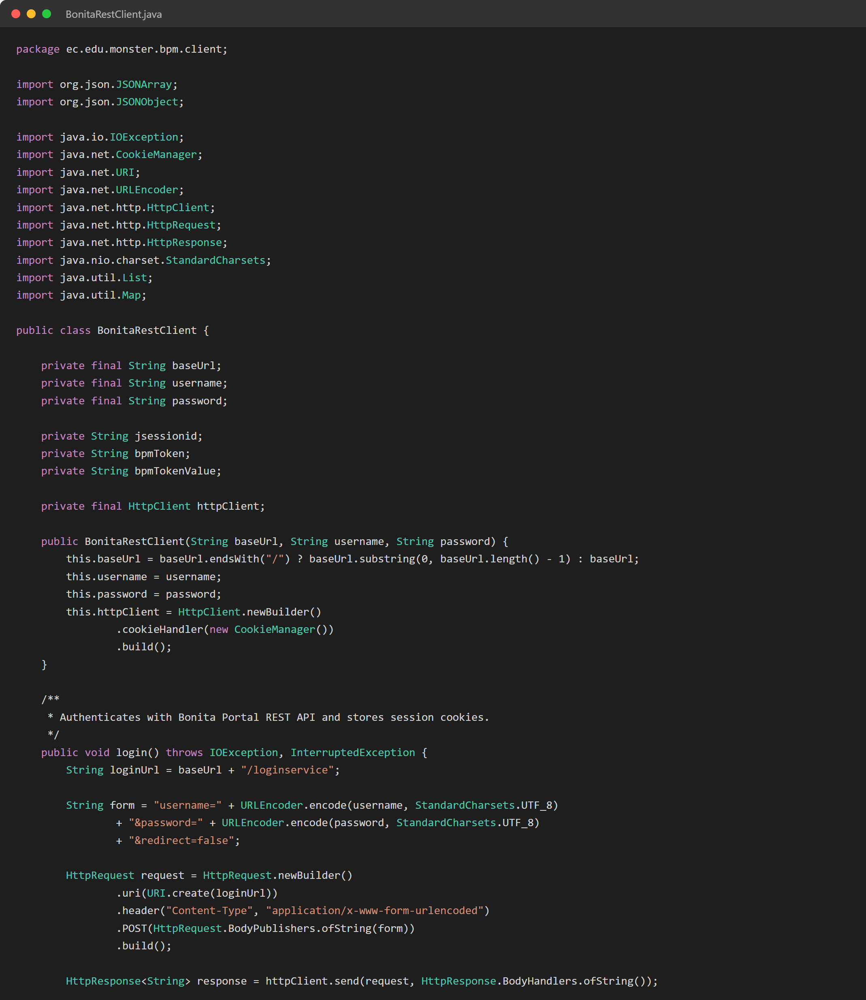 BonitaRestClient.java
package ec.edu.monster.bpm.client;
import org.json.JSONArray;
import org.json.JSONObject;
import java.io.IOException;
import java.net.CookieManager;
import java.net.URI;
import java.net.URLEncoder;
import java.net.http.HttpClient;
import java.net.http.HttpRequest;
import java.net.http.HttpResponse;
import java.nio.charset.StandardCharsets;
import java.util.List;
import java.util.Map;
public class BonitaRestClient {
    private final String baseUrl;
    private final String username;
    private final String password;
    private String jsessionid;
    private String bpmToken;
    private String bpmTokenValue;
    private final HttpClient httpClient;
    public BonitaRestClient(String baseUrl, String username, String password) {
        this.baseUrl = baseUrl.endsWith("/") ? baseUrl.substring(0, baseUrl.length() - 1) : baseUrl;
        this.username = username;
        this.password = password;
        this.httpClient = HttpClient.newBuilder()
                .cookieHandler(new CookieManager())
                .build();
    }
    /**
     * Authenticates with Bonita Portal REST API and stores session cookies.
     */
    public void login() throws IOException, InterruptedException {
        String loginUrl = baseUrl + "/loginservice";
        String form = "username=" + URLEncoder.encode(username, StandardCharsets.UTF_8)
                + "&password=" + URLEncoder.encode(password, StandardCharsets.UTF_8)
                + "&redirect=false";
        HttpRequest request = HttpRequest.newBuilder()
                .uri(URI.create(loginUrl))
                .header("Content-Type", "application/x-www-form-urlencoded")
                .POST(HttpRequest.BodyPublishers.ofString(form))
                .build();
        HttpResponse<String> response = httpClient.send(request, HttpResponse.BodyHandlers.ofString());